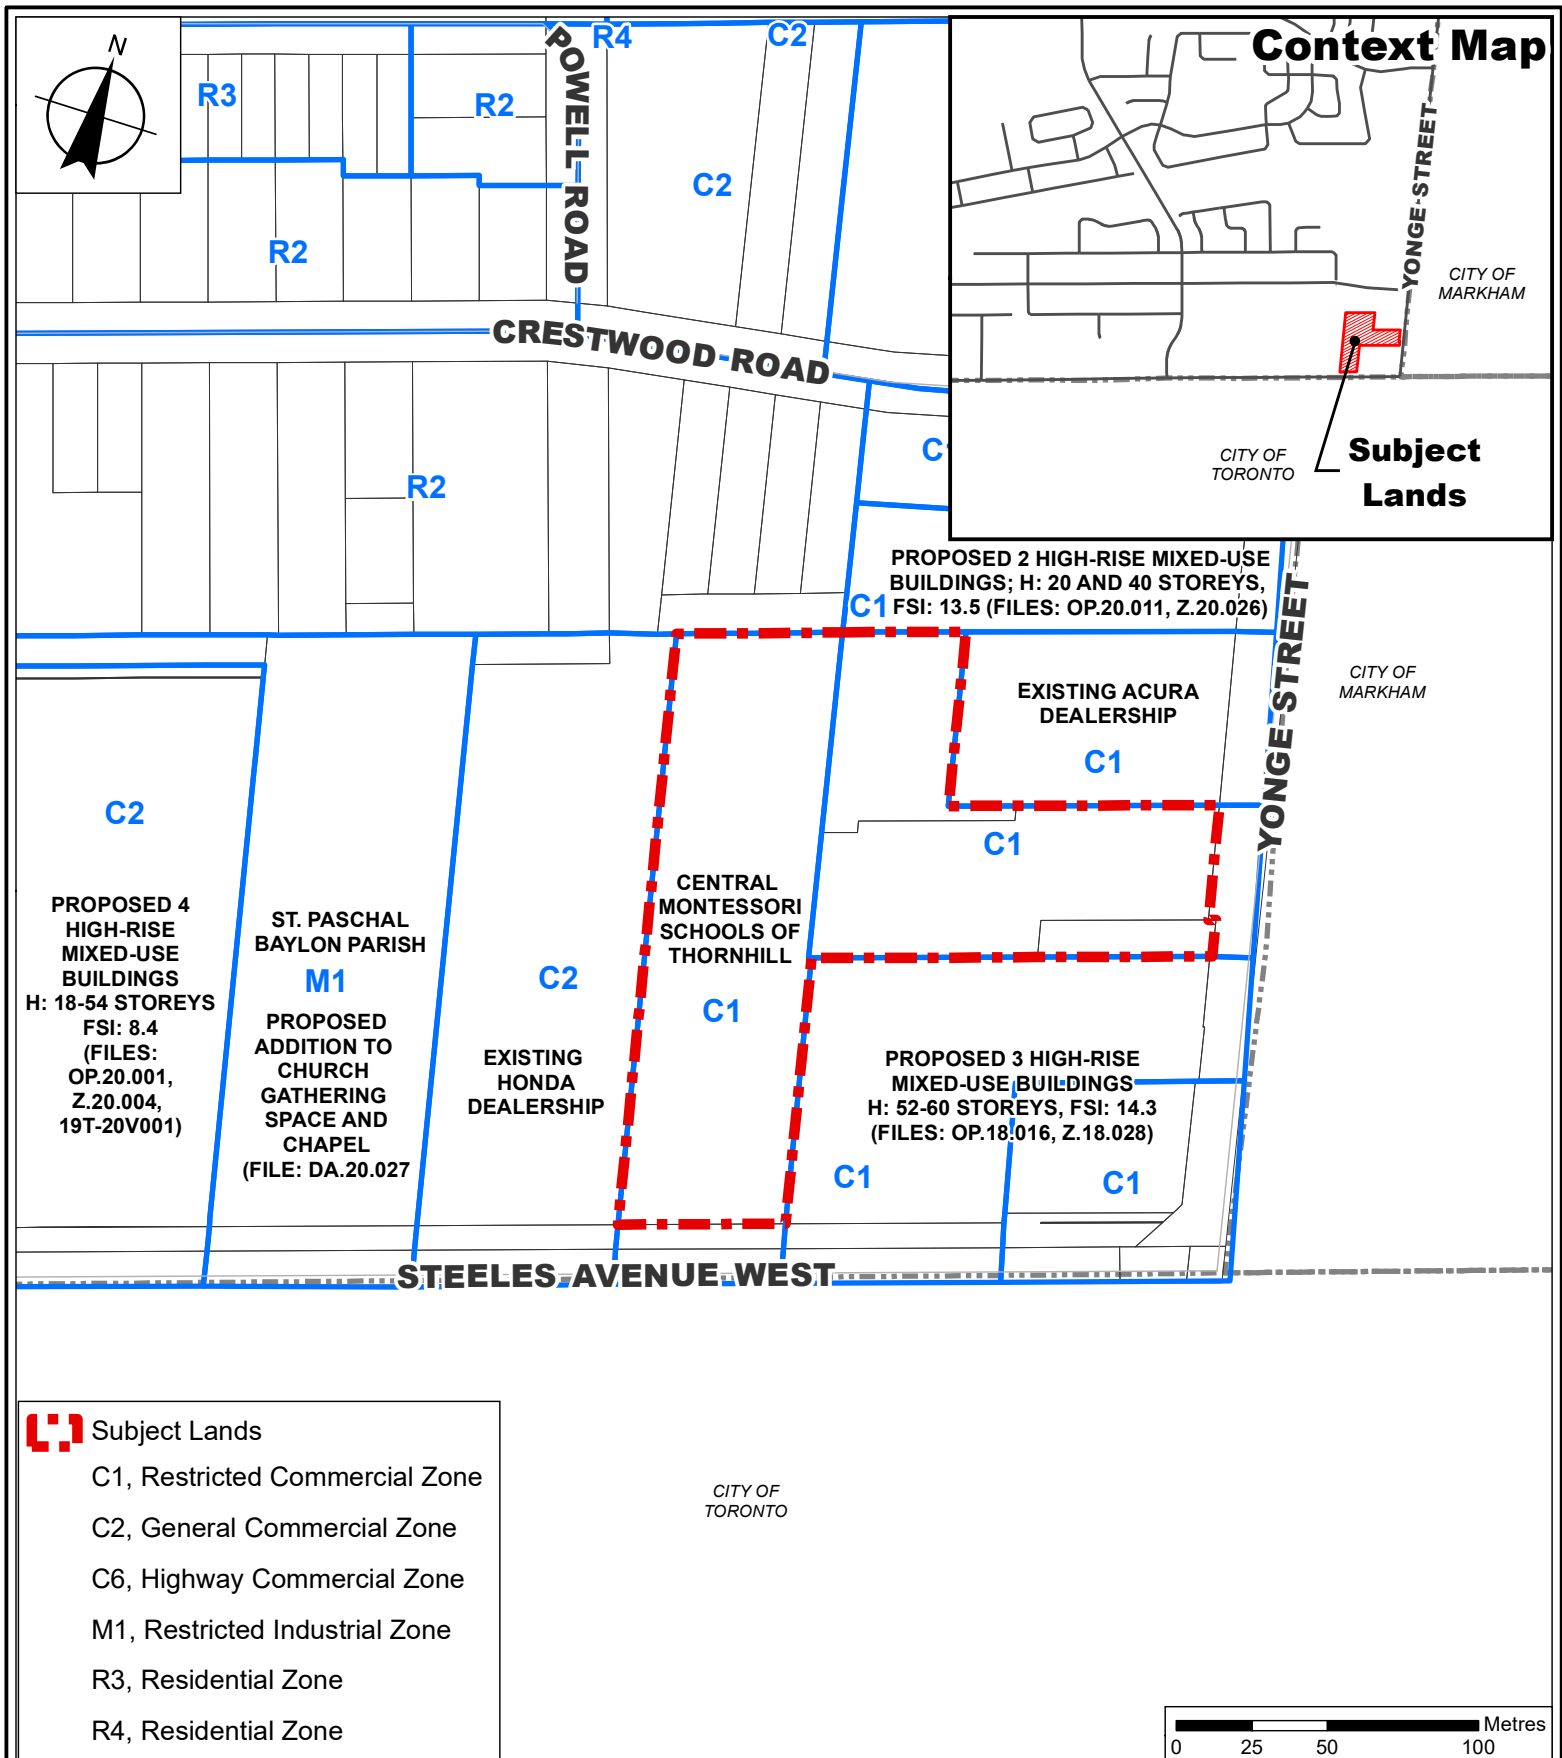 N
R3
R2
R4
C2
POWELL ROAD
C2
R2
CRESTWOOD ROAD
R2
Context Map
YONGE STREET
CITY OF
MARKHAM
CITY OF
TORONTO
Subject
Lands
PROPOSED 2 HIGH-RISE MIXED-USE
BUILDINGS; H: 20 AND 40 STOREYS,
FSI: 13.5 (FILES: OP.20.011, Z.20.026)
C1
YONGE STREET
CITY OF
MARKHAM
EXISTING ACURA
DEALERSHIP
C1
C1
C2
PROPOSED 4
HIGH-RISE
MIXED-USE
BUILDINGS
H: 18-54 STOREYS
FSI: 8.4
(FILES:
OP.20.001,
Z.20.004,
19T-20V001)
ST. PASCHAL
BAYLON PARISH
M1
PROPOSED
ADDITION TO
CHURCH
GATHERING
SPACE AND
CHAPEL
(FILE: DA.20.027
C2
EXISTING
HONDA
DEALERSHIP
CENTRAL
MONTESSORI
SCHOOLS OF
THORNHILL
C1
PROPOSED 3 HIGH-RISE
MIXED-USE BUILDINGS
H: 52-60 STOREYS, FSI: 14.3
(FILES: OP.18.016, Z.18.028)
C1
C1
STEELES AVENUE WEST
CITY OF
TORONTO
Subject Lands
C1, Restricted Commercial Zone
C2, General Commercial Zone
C6, Highway Commercial Zone
M1, Restricted Industrial Zone
R3, Residential Zone
R4, Residential Zone
Metres
0 25 50 100